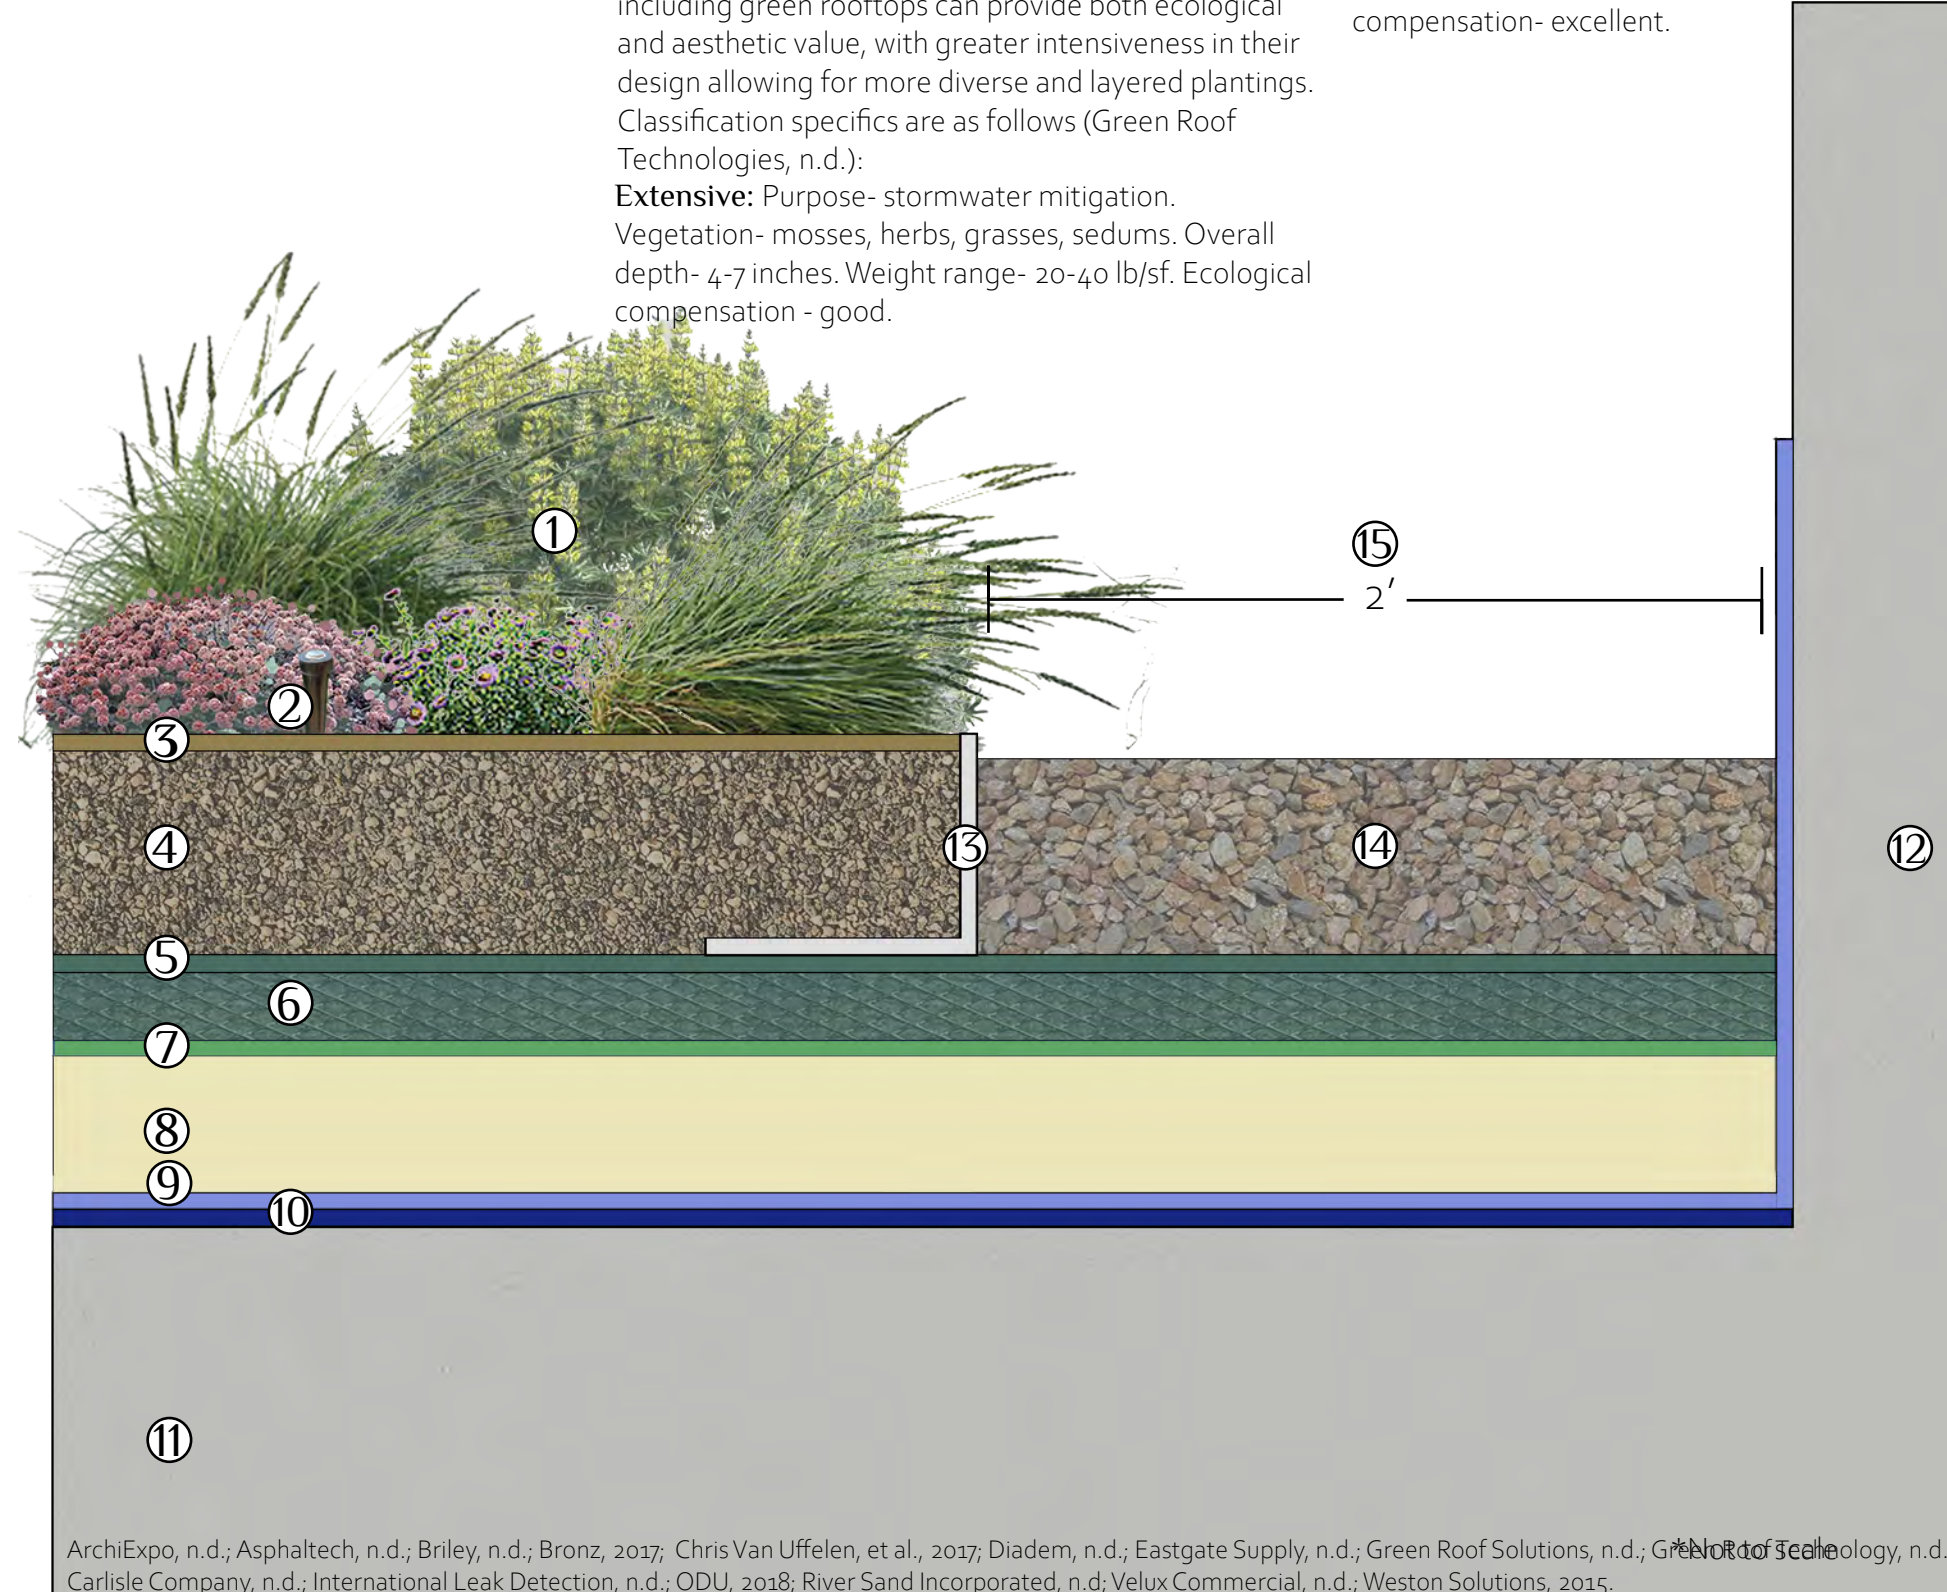 including green rooftops can provide both ecological
and aesthetic value, with greater intensiveness in their
design allowing for more diverse and layered plantings.
Classification specifics are as follows (Green Roof
Technologies, n.d.):
Extensive: Purpose- stormwater mitigation.
Vegetation- mosses, herbs, grasses, sedums. Overall
depth- 4-7 inches. Weight range- 20-40 lb/sf. Ecological
compensation - good.
compensation- excellent.
1
15
2′
2
3
4
13
14
12
5
6
7
8
9
10
11
ArchiExpo, n.d.; Asphaltech, n.d.; Briley, n.d.; Bronz, 2017; Chris Van Uffelen, et al., 2017; Diadem, n.d.; Eastgate Supply, n.d.; Green Roof Solutions, n.d.; Green Roof Technology, n.d.
*Not to Scale
Carlisle Company, n.d.; International Leak Detection, n.d.; ODU, 2018; River Sand Incorporated, n.d; Velux Commercial, n.d.; Weston Solutions, 2015.